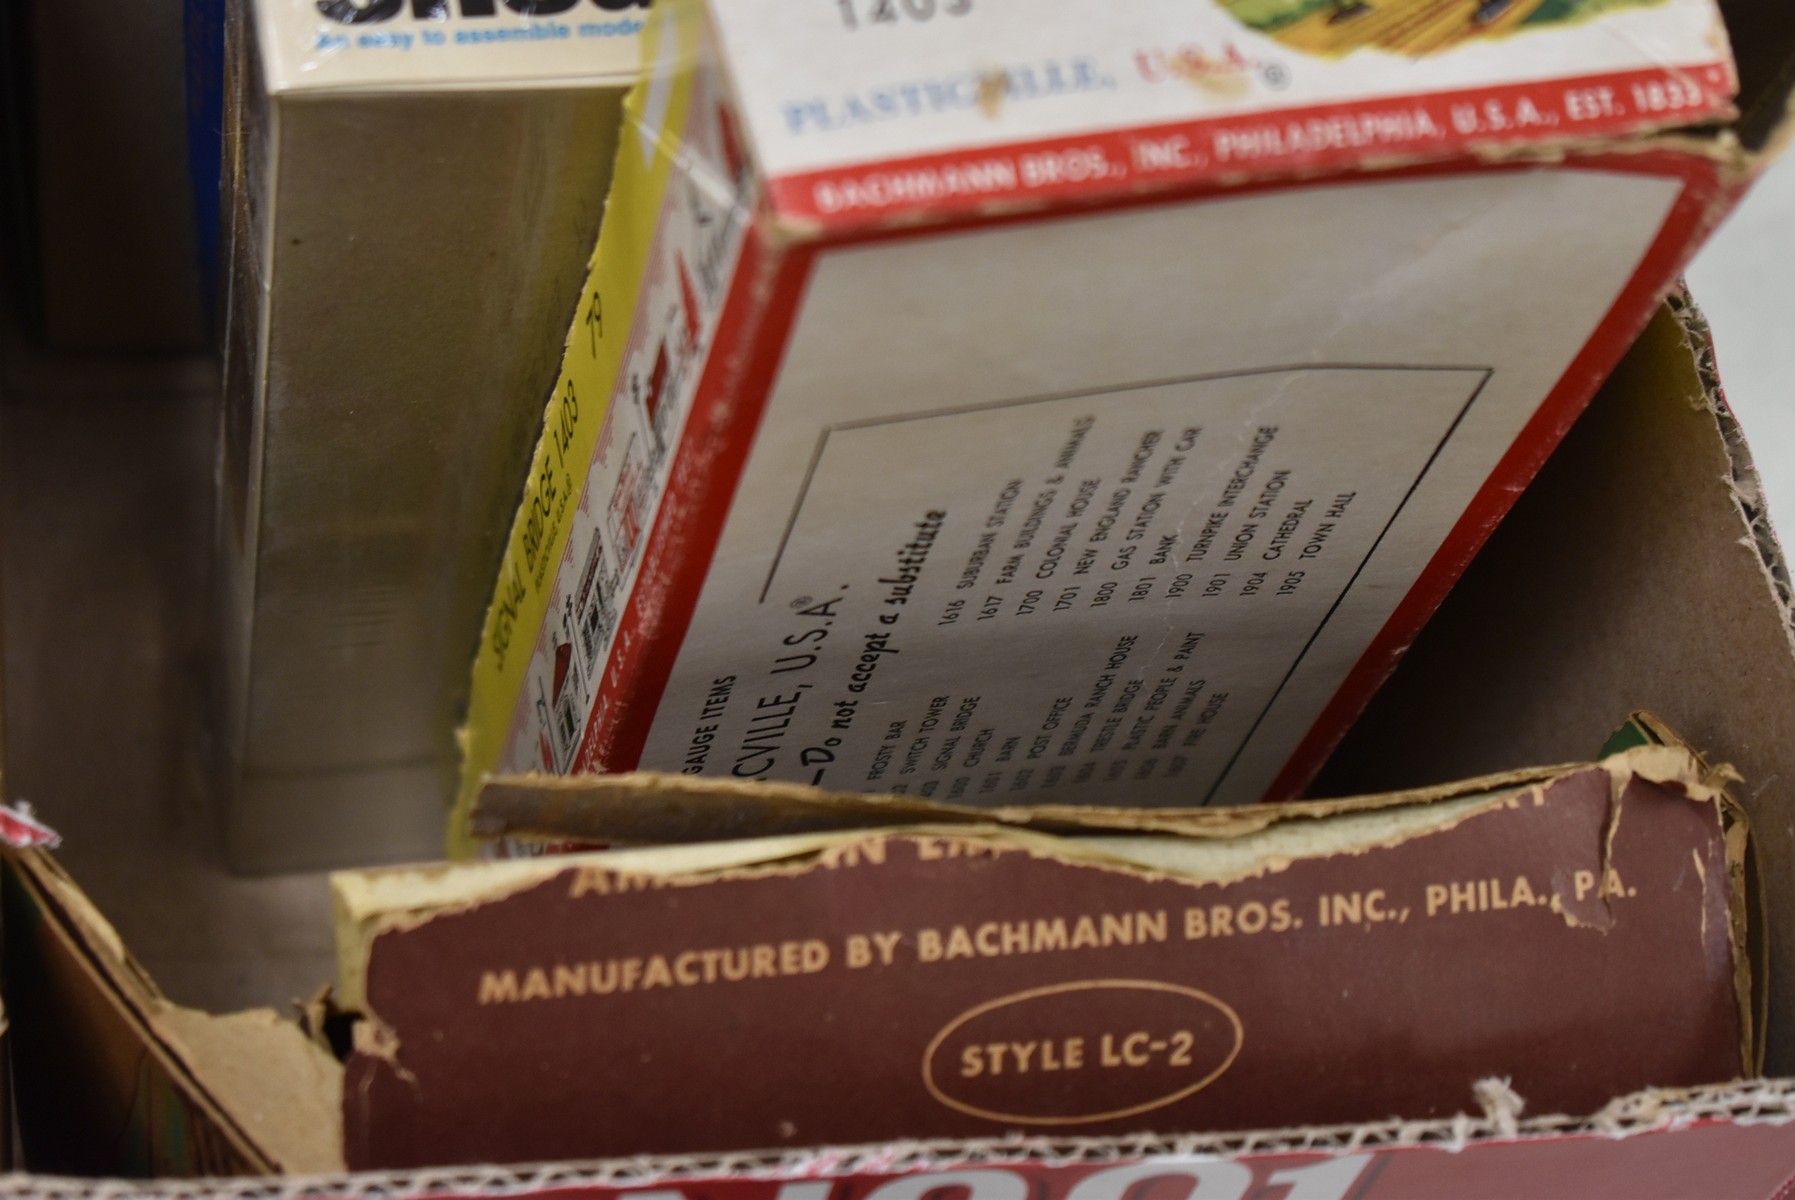 An easy to assemble mode
1403
PLASTICVILLE, U.S.A. ®
BACHMANN BROS., INC., PHILADELPHIA, U.S.A., EST. 1833
SIGNAL BRIDGE 1403 79
GAUGE ITEMS
CVILLE, U.S.A.®
—Do not accept a substitute
FROSTY BAR
SWITCH TOWER
SIGNAL BRIDGE
CHURCH
BARN
POST OFFICE
BERMUDA RANCH HOUSE
TRESTLE BRIDGE
PLASTIC PEOPLE & PAINT
BARN ANIMALS
FIRE HOUSE
1616 SUBURBAN STATION
1617 FARM BUILDINGS & ANIMALS
1700 COLONIAL HOUSE
1701 NEW ENGLAND RANCHER
1800 GAS STATION WITH CAR
1801 BANK
1900 TURNPIKE INTERCHANGE
1901 UNION STATION
1904 CATHEDRAL
1905 TOWN HALL
MANUFACTURED BY BACHMANN BROS. INC., PHILA., PA.
STYLE LC-2